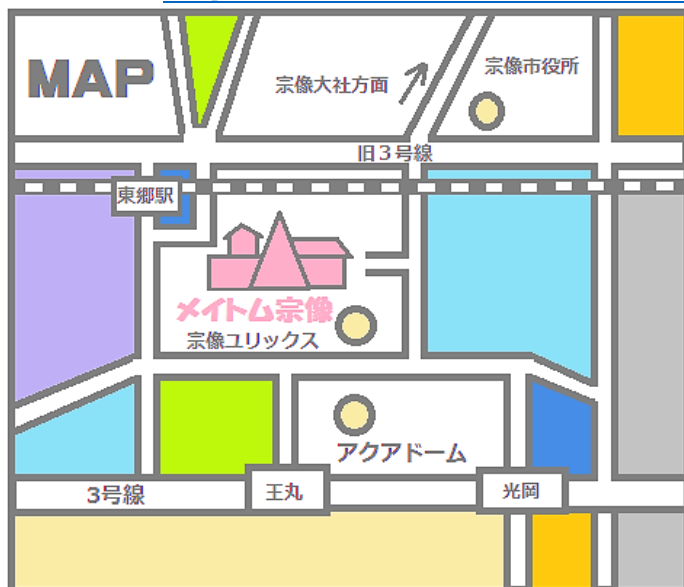 MAP
宗像大社方面
宗像市役所
旧３号線
東郷駅
メイトム宗像
宗像ユリックス
アクアドーム
3号線
王丸
光岡